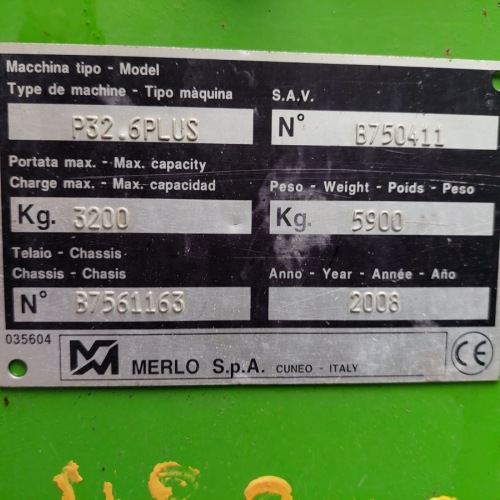 Macchina tipo - Model
Type de machine - Tipo màquina
S.A.V.
P32.6PLUS
N° B750411
Portata max. - Max. capacity
Charge max. - Max. capacidad
Peso - Weight - Poids - Peso
Kg. 3200
Kg. 5900
Telaio - Chassis
Chassis - Chasis
Anno - Year - Année - Año
N° B7561163
2008
035604
MERLO S.p.A. CUNEO - ITALY
CE